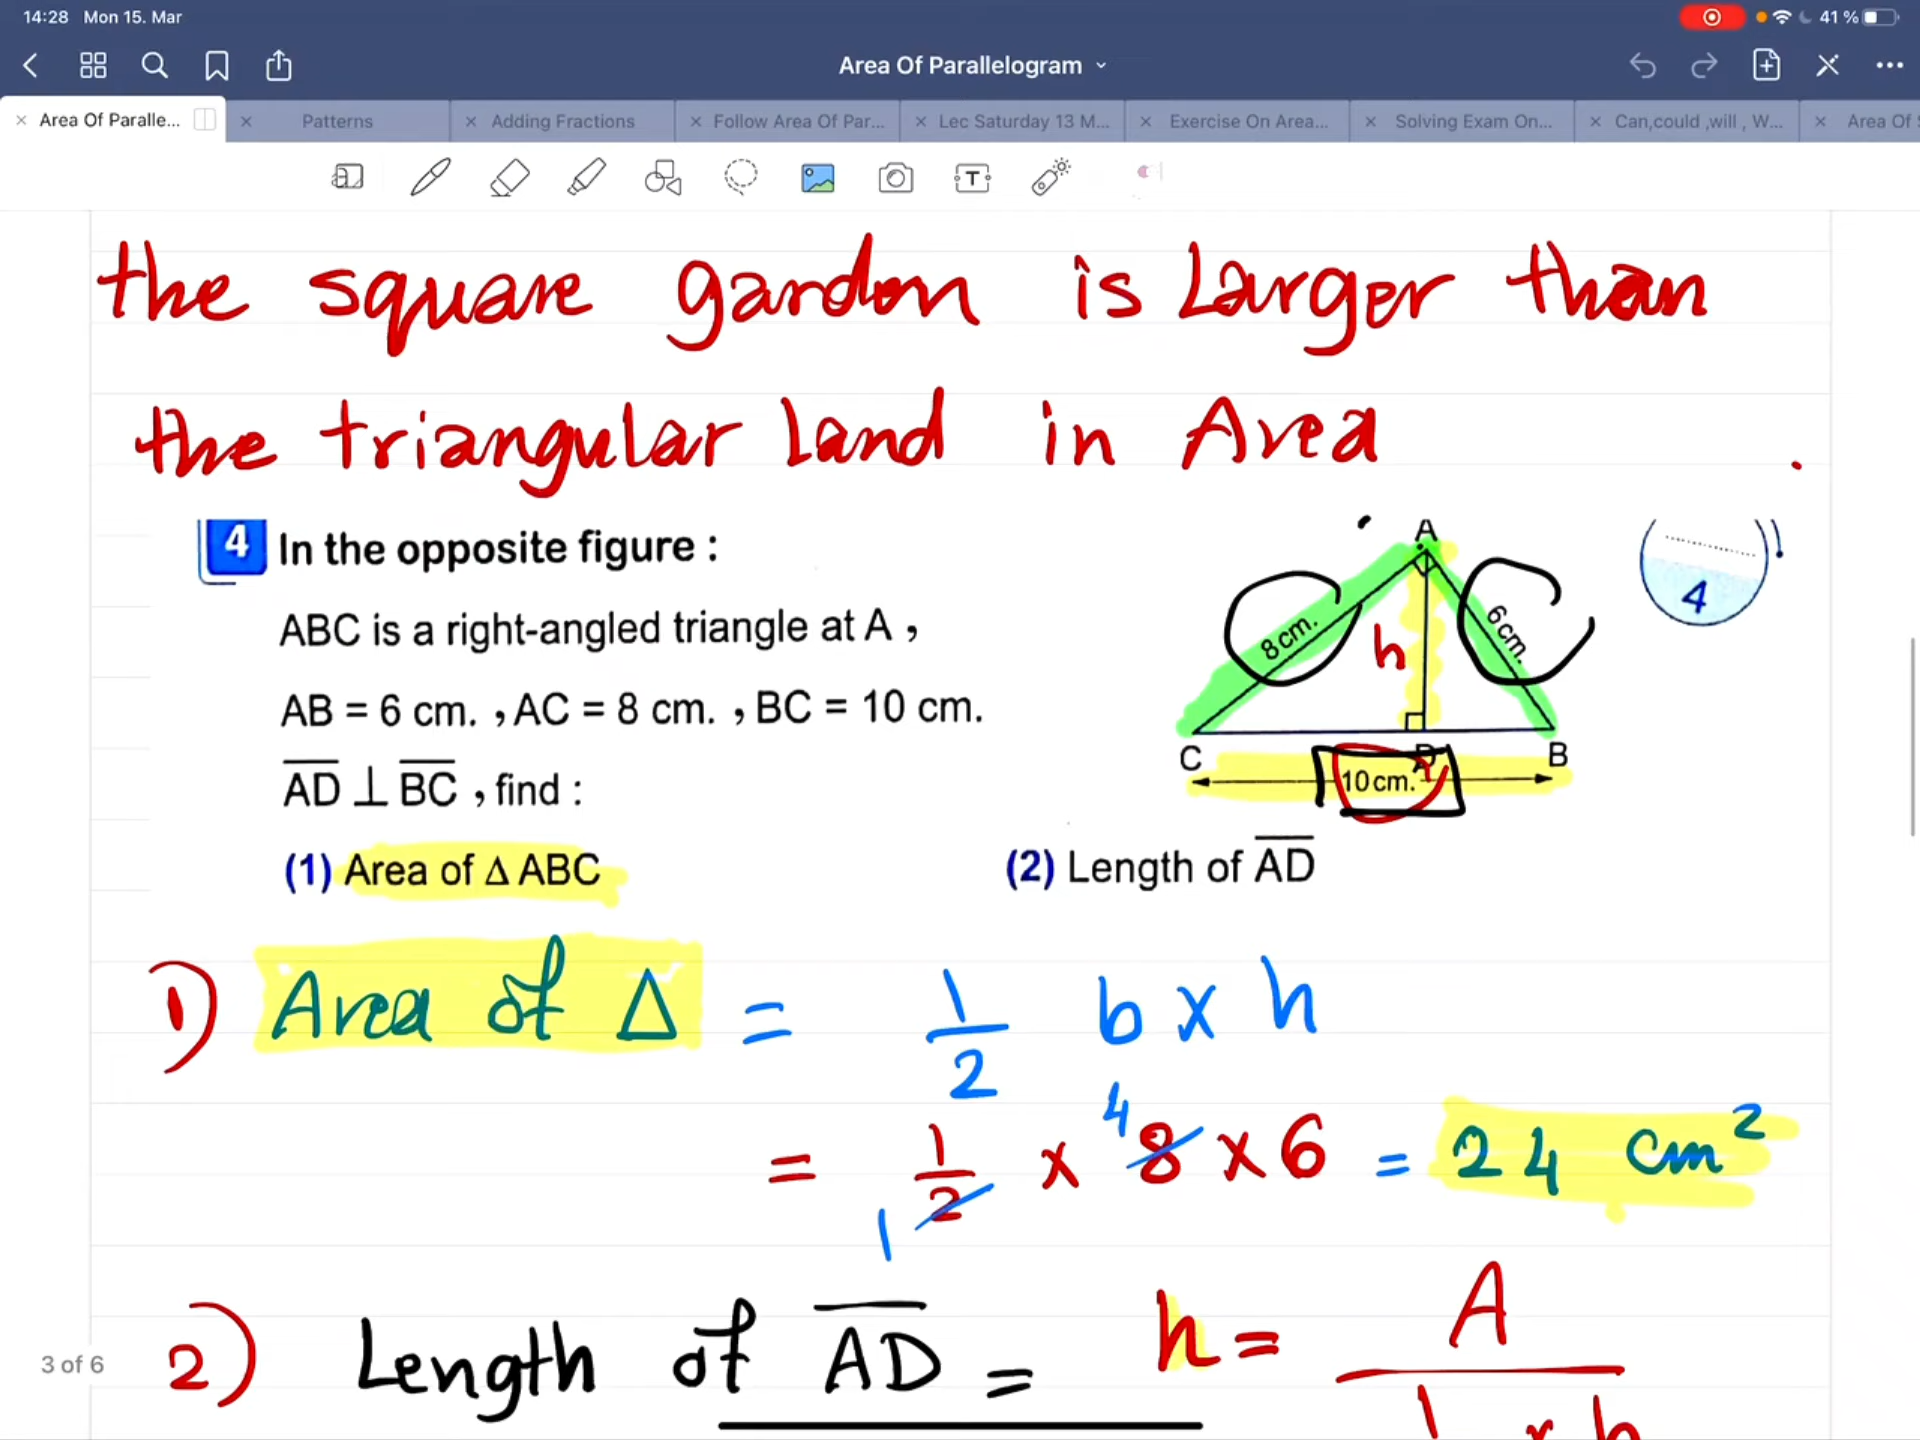 14:28 Mon 15. Mar 41 %
Area Of Parallelogram
Area Of Paralle... Patterns Adding Fractions Follow Area Of Par... Lec Saturday 13 M... Exercise On Area... Solving Exam On... Can,could ,will , W... Area Of
the square garden is Larger than
the triangular Land in Area .
4 In the opposite figure :
ABC is a right-angled triangle at A ,
AB = 6 cm. , AC = 8 cm. , BC = 10 cm.
AD ⊥ BC , find :
(1) Area of Δ ABC (2) Length of AD
A
8 cm. h 6 cm.
C D B
10 cm.
4
1) Area of Δ = 1/2 b x h
= 1/2 x 8 x 6 = 24 cm²
4
1
2) Length of AD = h = A
1 x b
3 of 6